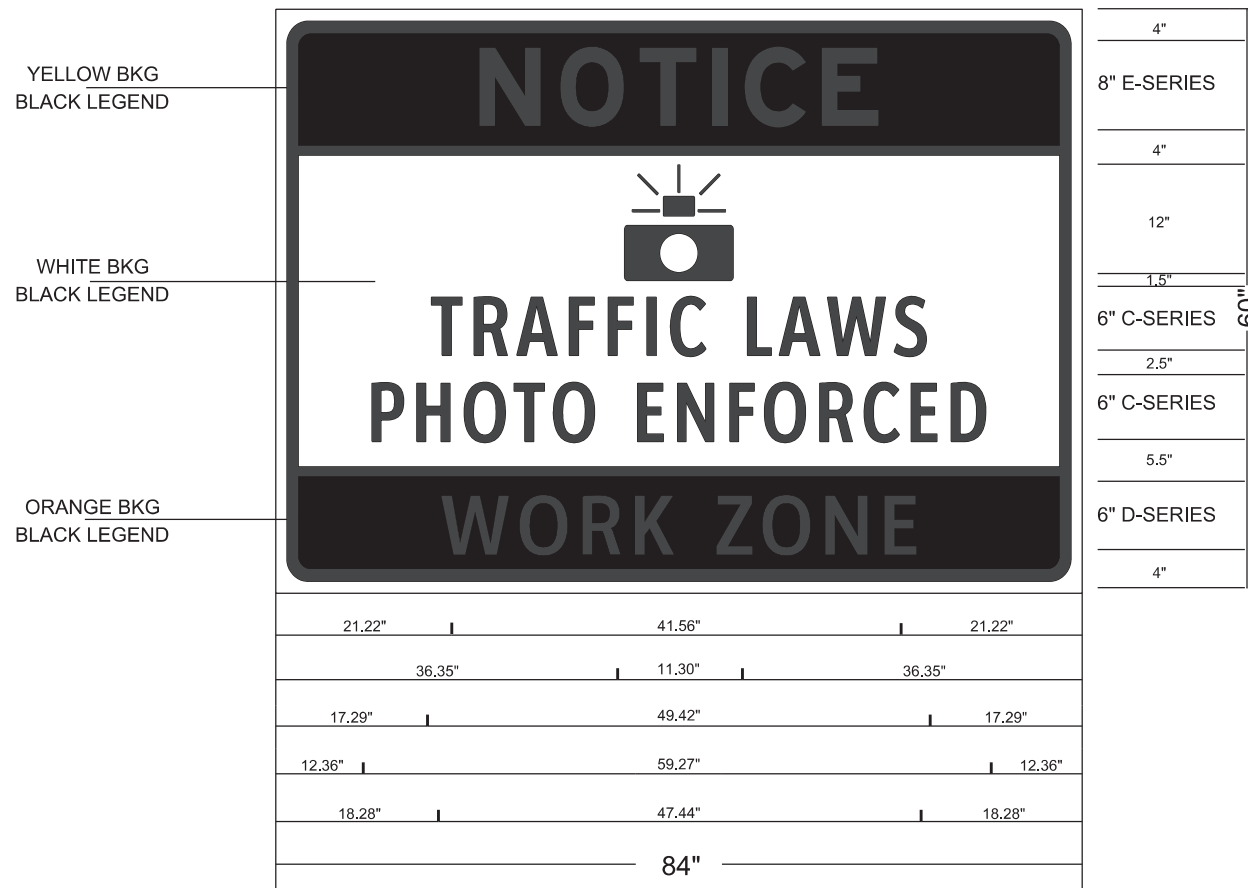 YELLOW BKG
BLACK LEGEND
WHITE BKG
BLACK LEGEND
ORANGE BKG
BLACK LEGEND
NOTICE
TRAFFIC LAWS
PHOTO ENFORCED
WORK ZONE
4"
8" E-SERIES
4"
12"
1.5"
6" C-SERIES
2.5"
6" C-SERIES
5.5"
6" D-SERIES
4"
60"
21.22" 41.56" 21.22"
36.35" 11.30" 36.35"
17.29" 49.42" 17.29"
12.36" 59.27" 12.36"
18.28" 47.44" 18.28"
84"